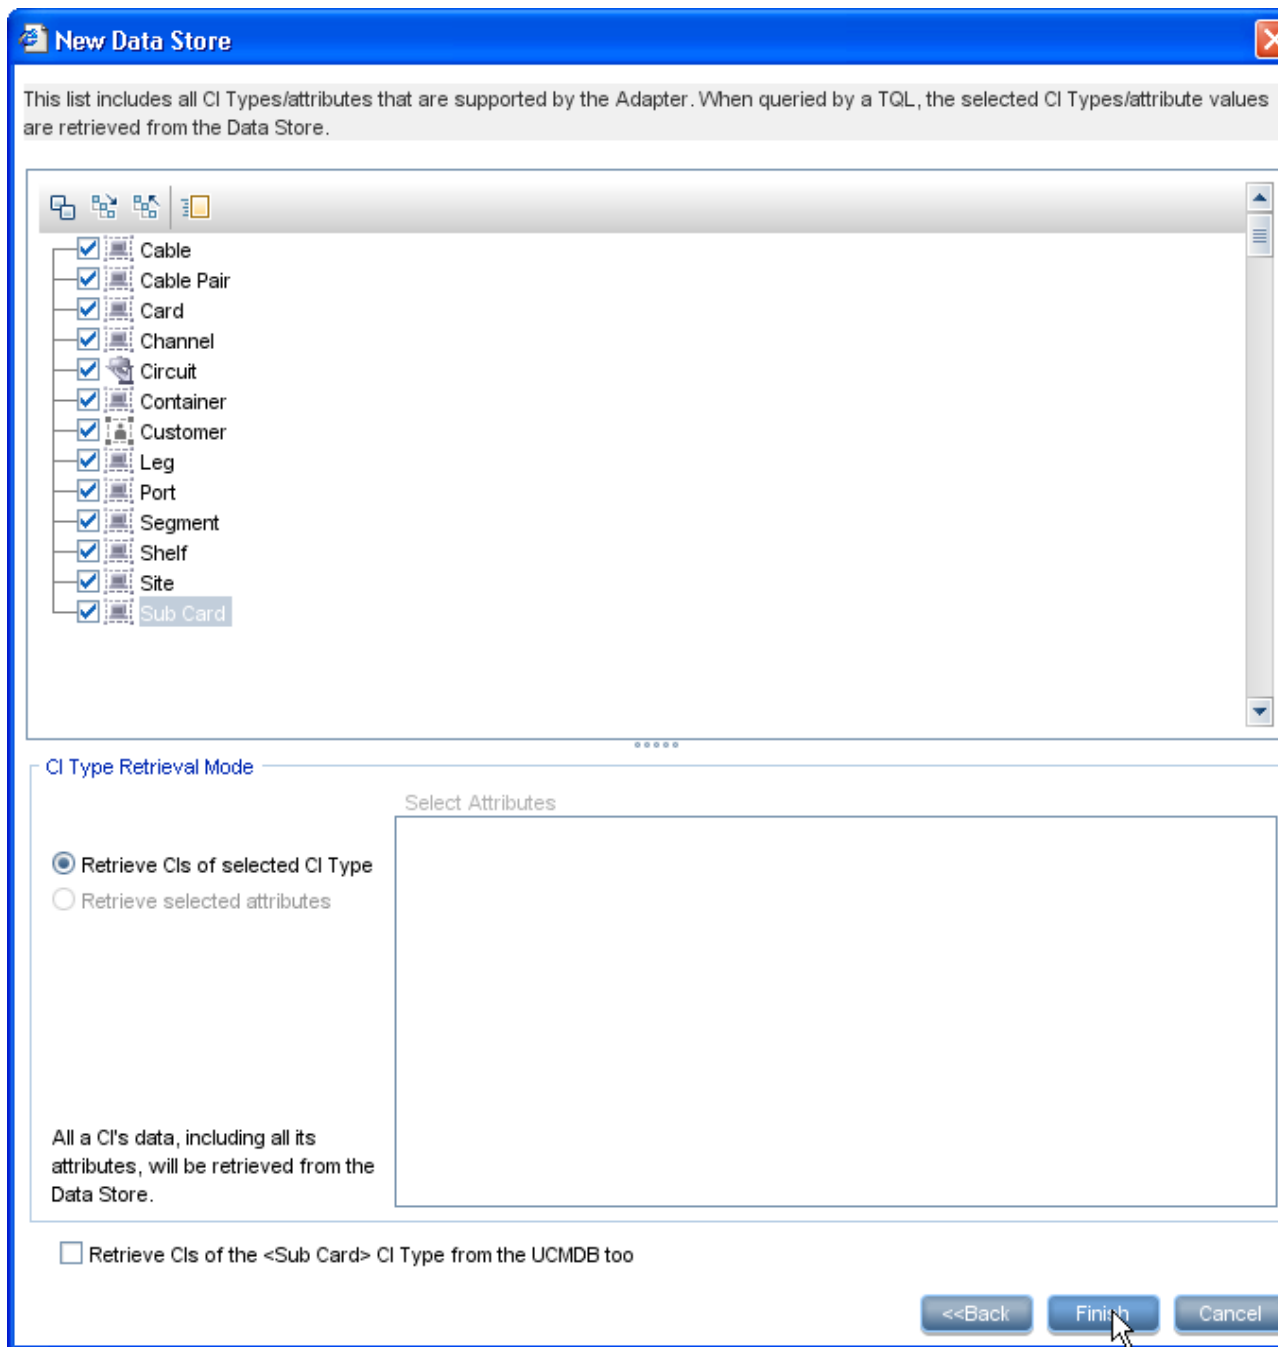 New Data Store
This list includes all CI Types/attributes that are supported by the Adapter. When queried by a TQL, the selected CI Types/attribute values
are retrieved from the Data Store.
Cable
Cable Pair
Card
Channel
Circuit
Container
Customer
Leg
Port
Segment
Shelf
Site
Sub Card
CI Type Retrieval Mode
Select Attributes
Retrieve CIs of selected CI Type
Retrieve selected attributes
All a CI's data, including all its
attributes, will be retrieved from the
Data Store.
Retrieve CIs of the <Sub Card> CI Type from the UCMDB too
<<Back
Finish
Cancel